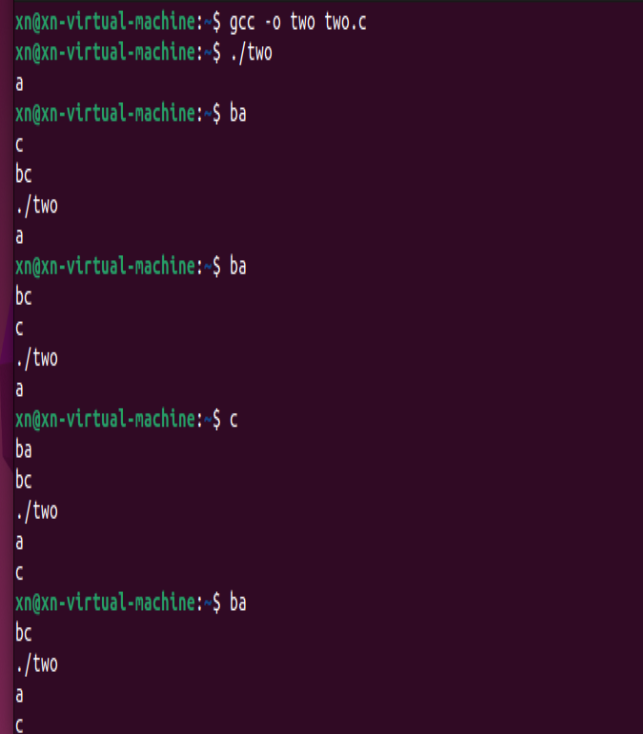 xn@xn-virtual-machine:~$ gcc -o two two.c
xn@xn-virtual-machine:~$ ./two
a
xn@xn-virtual-machine:~$ ba
c
bc
./two
a
xn@xn-virtual-machine:~$ ba
bc
c
./two
a
xn@xn-virtual-machine:~$ c
ba
bc
./two
a
c
xn@xn-virtual-machine:~$ ba
bc
./two
a
c